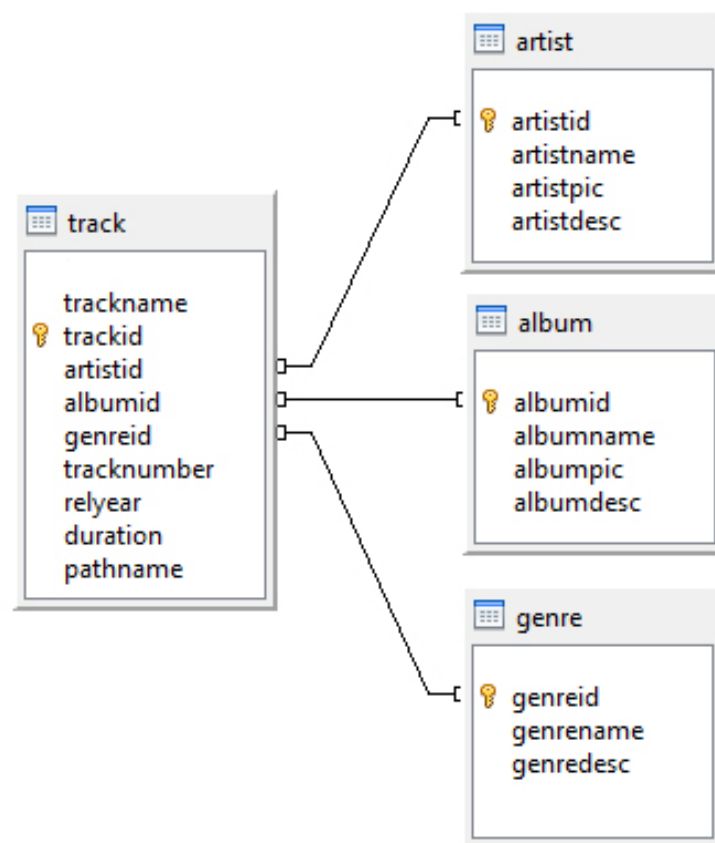 track
trackname
trackid
artistid
albumid
genreid
tracknumber
relyear
duration
pathname
artist
artistid
artistname
artistpic
artistdesc
album
albumid
albumname
albumpic
albumdesc
genre
genreid
genrename
genredesc